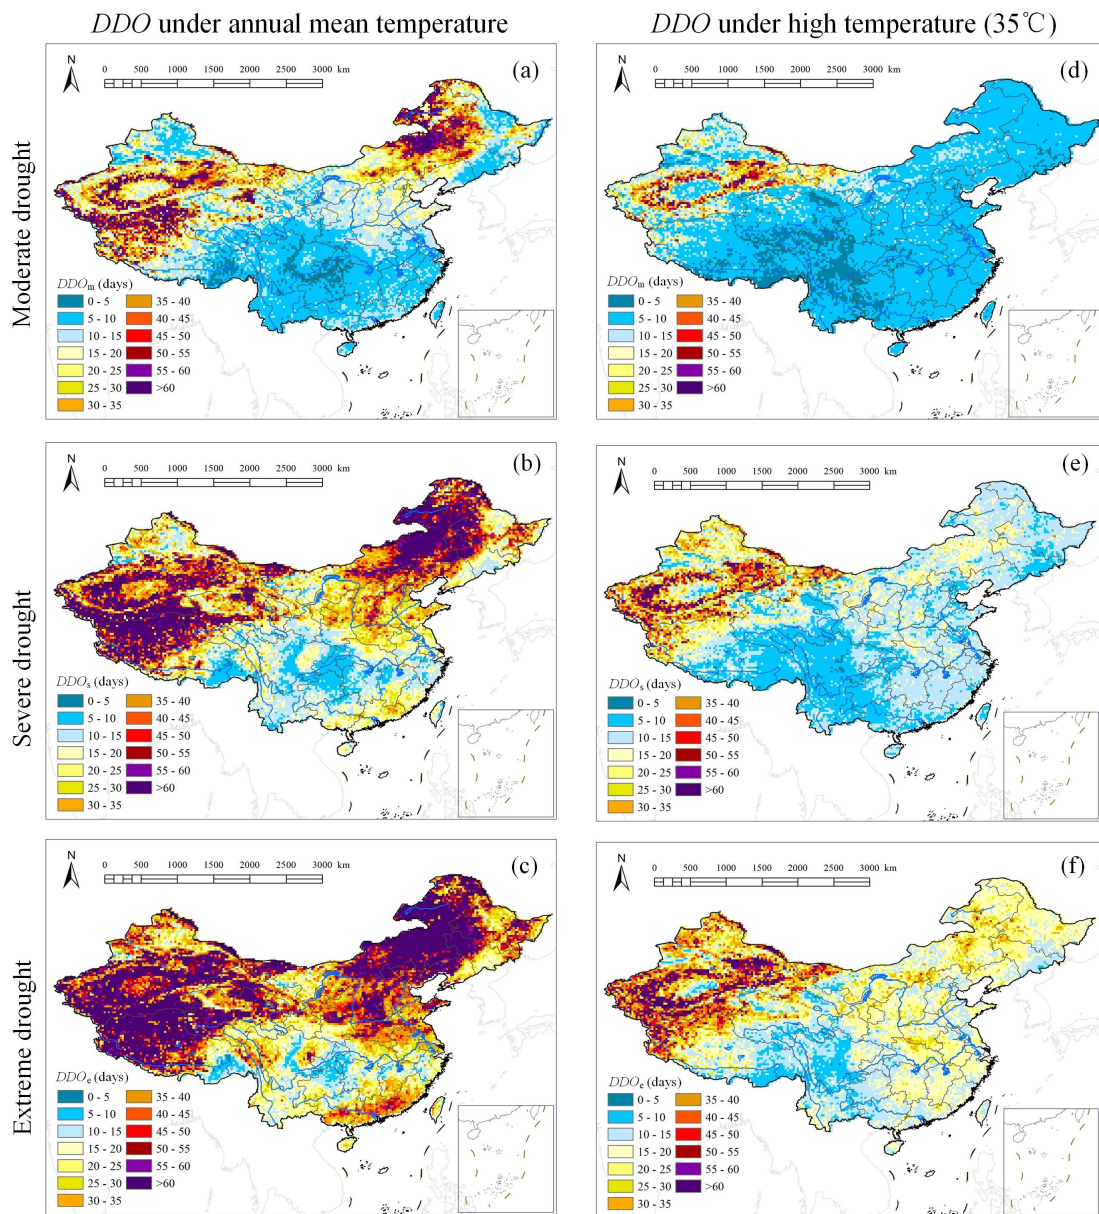 DDO under annual mean temperature
DDO under high temperature (35℃)
Moderate drought
N
0 500 1000 1500 2000 3000 km
(a)
DDOm (days)
0 - 5 35 - 40
5 - 10 40 - 45
10 - 15 45 - 50
15 - 20 50 - 55
20 - 25 55 - 60
25 - 30 >60
30 - 35
N
0 500 1000 1500 2000 3000 km
(d)
DDOm (days)
0 - 5 35 - 40
5 - 10 40 - 45
10 - 15 45 - 50
15 - 20 50 - 55
20 - 25 55 - 60
25 - 30 >60
30 - 35
Severe drought
N
0 500 1000 1500 2000 3000 km
(b)
DDOs (days)
0 - 5 35 - 40
5 - 10 40 - 45
10 - 15 45 - 50
15 - 20 50 - 55
20 - 25 55 - 60
25 - 30 >60
30 - 35
N
0 500 1000 1500 2000 3000 km
(e)
DDOs (days)
0 - 5 35 - 40
5 - 10 40 - 45
10 - 15 45 - 50
15 - 20 50 - 55
20 - 25 55 - 60
25 - 30 >60
30 - 35
Extreme drought
N
0 500 1000 1500 2000 3000 km
(c)
DDOe (days)
0 - 5 35 - 40
5 - 10 40 - 45
10 - 15 45 - 50
15 - 20 50 - 55
20 - 25 55 - 60
25 - 30 >60
30 - 35
N
0 500 1000 1500 2000 3000 km
(f)
DDOe (days)
0 - 5 35 - 40
5 - 10 40 - 45
10 - 15 45 - 50
15 - 20 50 - 55
20 - 25 55 - 60
25 - 30 >60
30 - 35